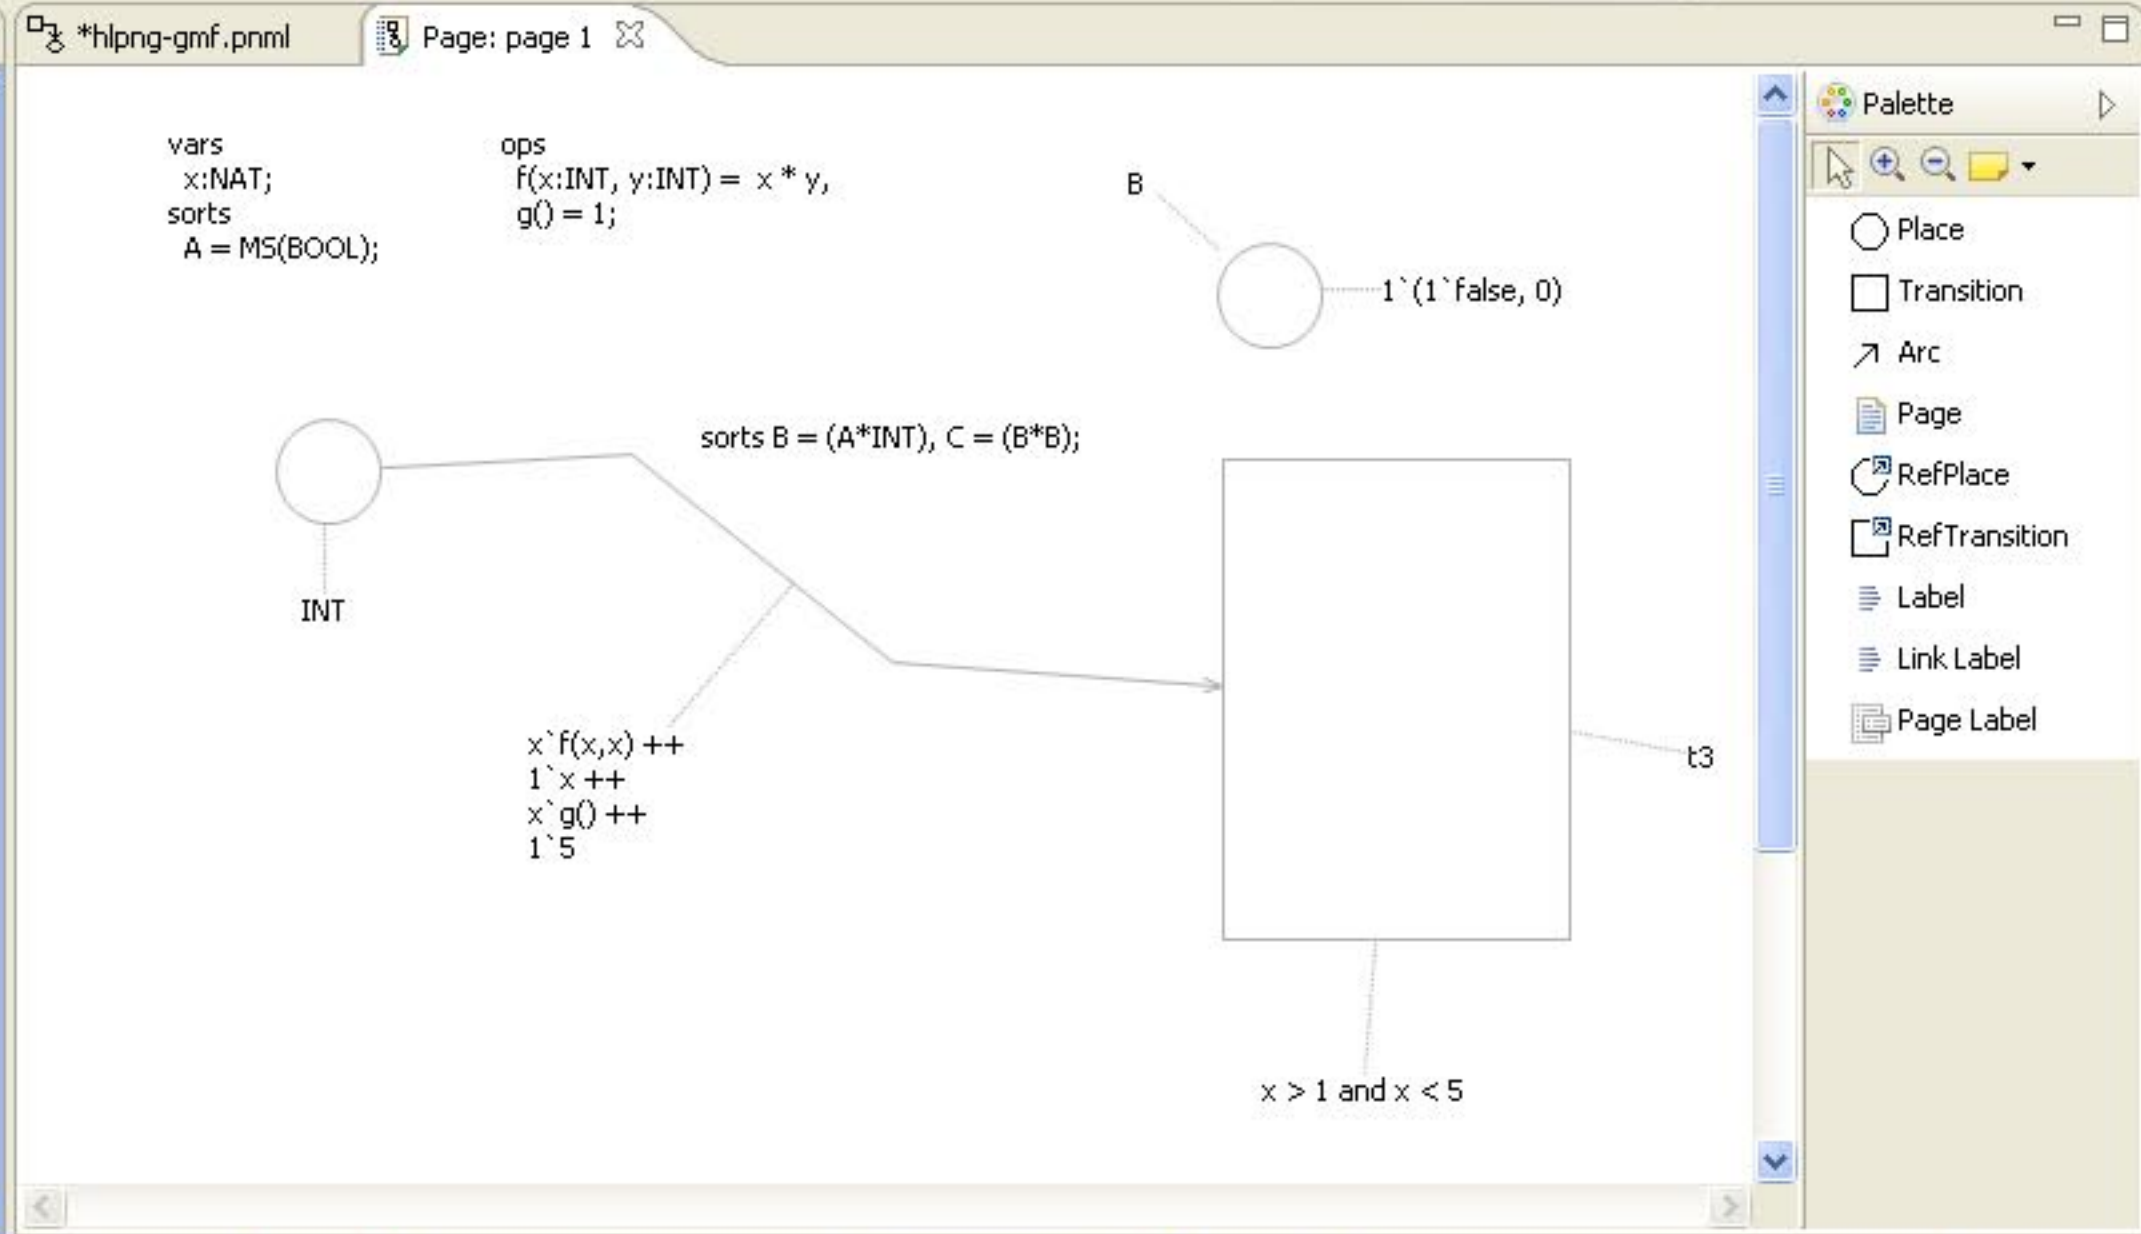 *hlpng-gmf.pnml
Page: page 1
vars
x:NAT;
sorts
A = MS(BOOL);
ops
f(x:INT, y:INT) = x * y,
g() = 1;
B
1`(1`false, 0)
sorts B = (A*INT), C = (B*B);
INT
x`f(x,x) ++
1`x ++
x`g() ++
1`5
t3
x > 1 and x < 5
Palette
Place
Transition
Arc
Page
RefPlace
RefTransition
Label
Link Label
Page Label